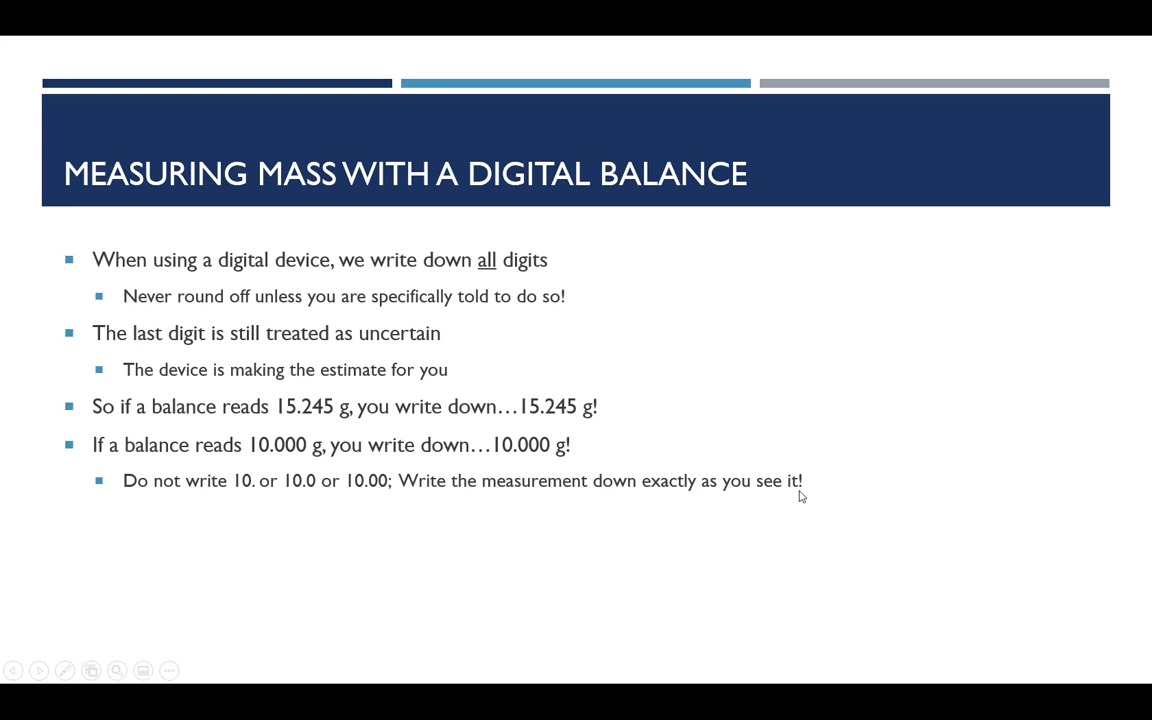 MEASURING MASS WITH A DIGITAL BALANCE
When using a digital device, we write down all digits
Never round off unless you are specifically told to do so!
The last digit is still treated as uncertain
The device is making the estimate for you
So if a balance reads 15.245 g, you write down…15.245 g!
If a balance reads 10.000 g, you write down…10.000 g!
Do not write 10. or 10.0 or 10.00; Write the measurement down exactly as you see it!